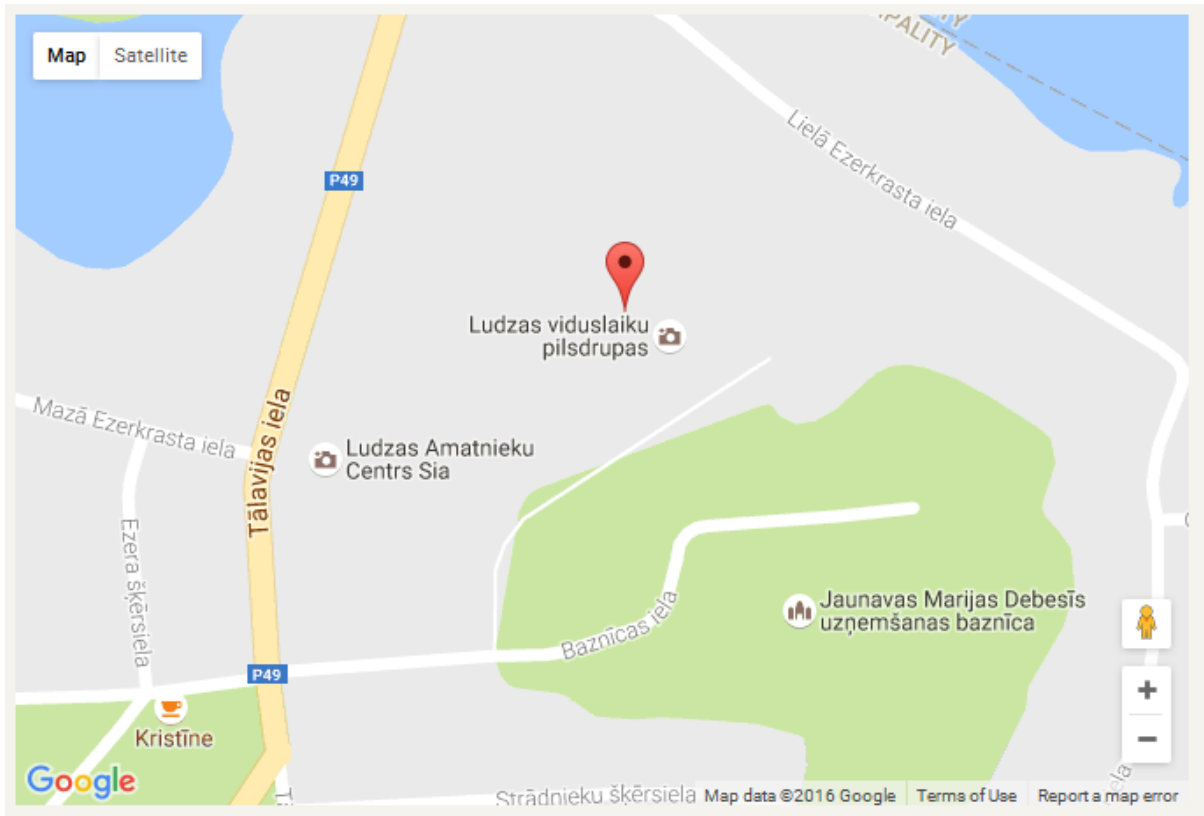 Map
Satellite
PALITY
Lielā Ezerkrasta iela
P49
Ludzas viduslaiku
pilsdrupas
Mazā Ezerkrasta iela
Tālavijas iela
Ludzas Amatnieku
Centrs Sia
Ezera šķērsiela
Jaunavas Marijas Debesīs
uzņemšanas baznīca
Baznīcas iela
P49
Kristīne
Google
Strādnieku šķērsiela
Map data ©2016 Google
Terms of Use
Report a map error